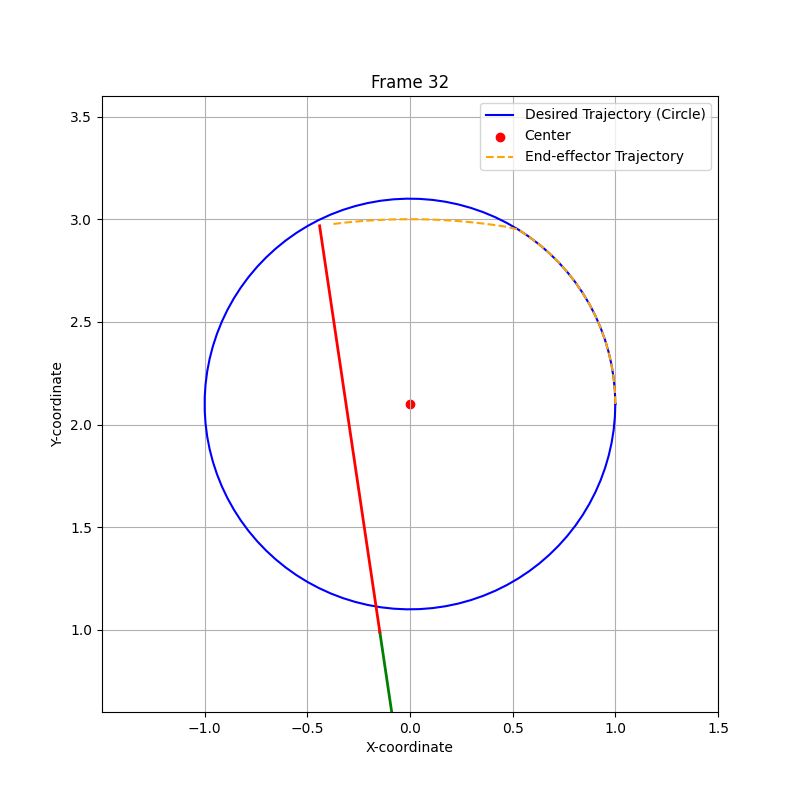 Frame 32
Desired Trajectory (Circle)
Center
End-effector Trajectory
Y-coordinate
3.5
3.0
2.5
2.0
1.5
1.0
−1.0
−0.5
0.0
0.5
1.0
1.5
X-coordinate